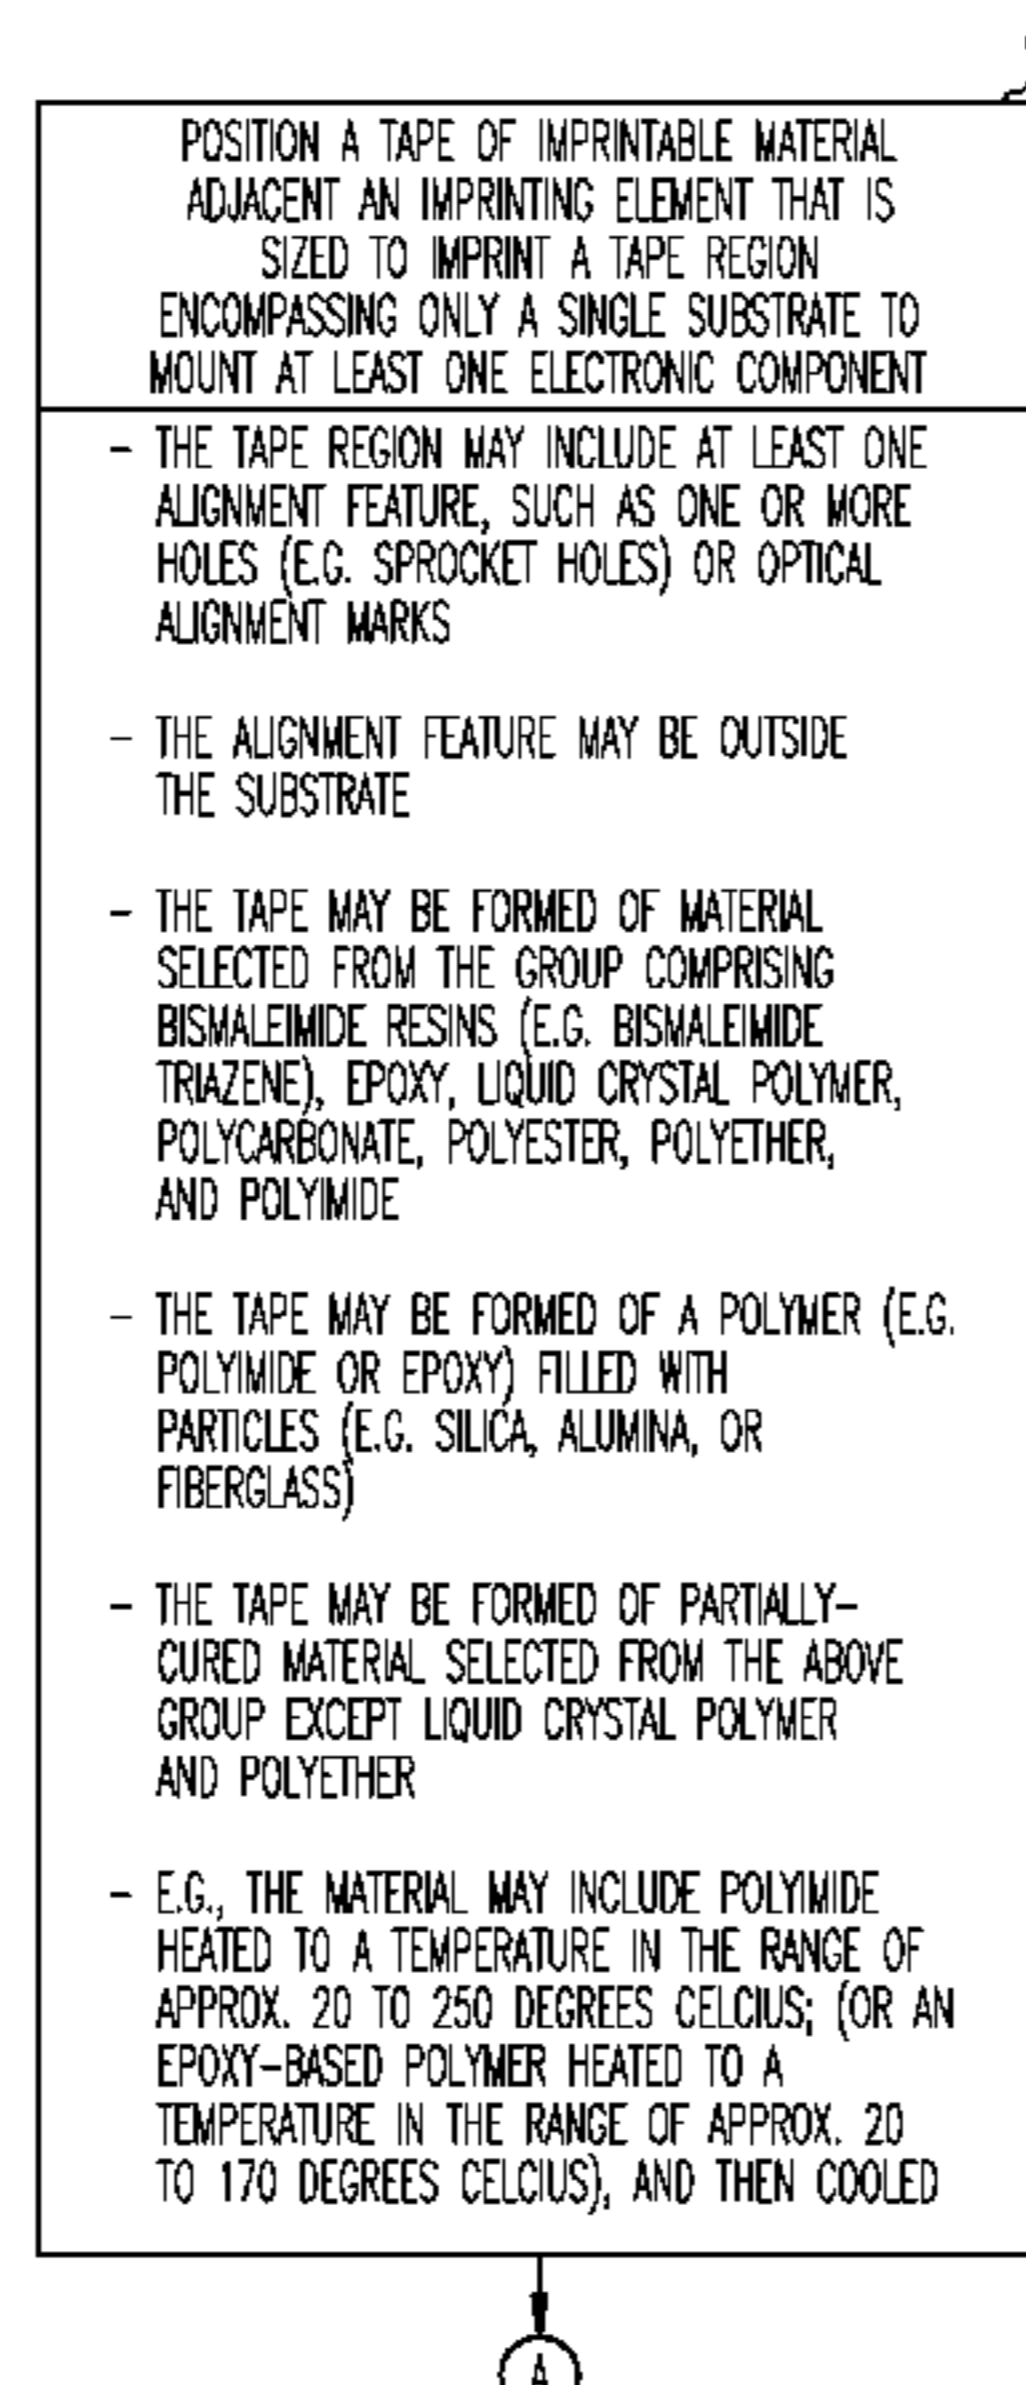 POSITION A TAPE OF IMPRINTABLE MATERIAL
ADJACENT AN IMPRINTING ELEMENT THAT IS
SIZED TO IMPRINT A TAPE REGION
ENCOMPASSING ONLY A SINGLE SUBSTRATE TO
MOUNT AT LEAST ONE ELECTRONIC COMPONENT
- THE TAPE REGION MAY INCLUDE AT LEAST ONE
ALIGNMENT FEATURE, SUCH AS ONE OR MORE
HOLES (E.G. SPROCKET HOLES) OR OPTICAL
ALIGNMENT MARKS
- THE ALIGNMENT FEATURE MAY BE OUTSIDE
THE SUBSTRATE
- THE TAPE MAY BE FORMED OF MATERIAL
SELECTED FROM THE GROUP COMPRISING
BISMALEIMIDE RESINS (E.G. BISMALEIMIDE
TRIAZENE), EPOXY, LIQUID CRYSTAL POLYMER,
POLYCARBONATE, POLYESTER, POLYETHER,
AND POLYIMIDE
- THE TAPE MAY BE FORMED OF A POLYMER (E.G.
POLYIMIDE OR EPOXY) FILLED WITH
PARTICLES (E.G. SILICA, ALUMINA, OR
FIBERGLASS)
- THE TAPE MAY BE FORMED OF PARTIALLY-
CURED MATERIAL SELECTED FROM THE ABOVE
GROUP EXCEPT LIQUID CRYSTAL POLYMER
AND POLYETHER
- E.G., THE MATERIAL MAY INCLUDE POLYIMIDE
HEATED TO A TEMPERATURE IN THE RANGE OF
APPROX. 20 TO 250 DEGREES CELCIUS; (OR AN
EPOXY-BASED POLYMER HEATED TO A
TEMPERATURE IN THE RANGE OF APPROX. 20
TO 170 DEGREES CELCIUS), AND THEN COOLED
A